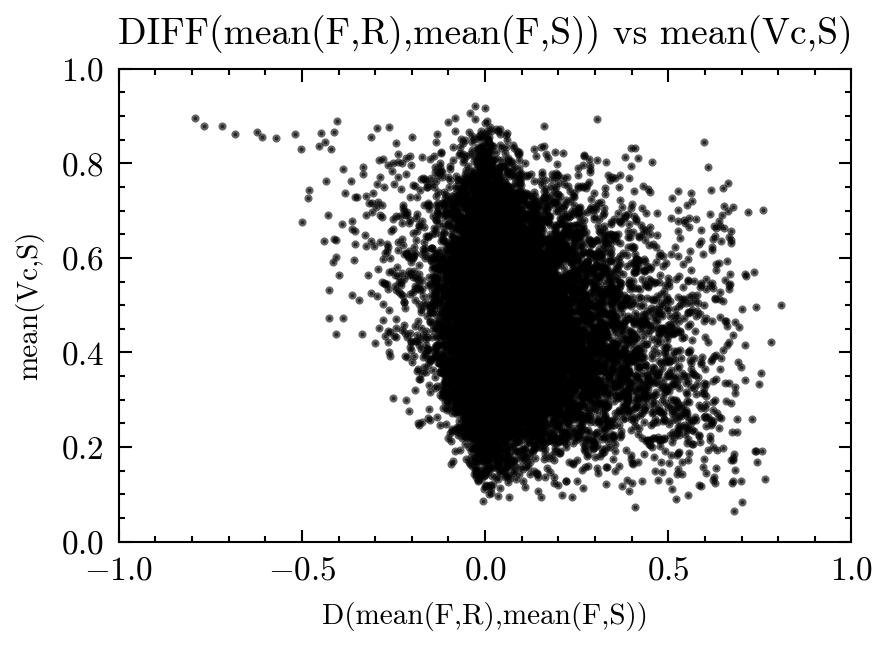 DIFF(mean(F,R),mean(F,S)) vs mean(Vc,S)
1.0
0.8
0.6
0.4
0.2
0.0
mean(Vc,S)
−1.0 −0.5 0.0 0.5 1.0
D(mean(F,R),mean(F,S))